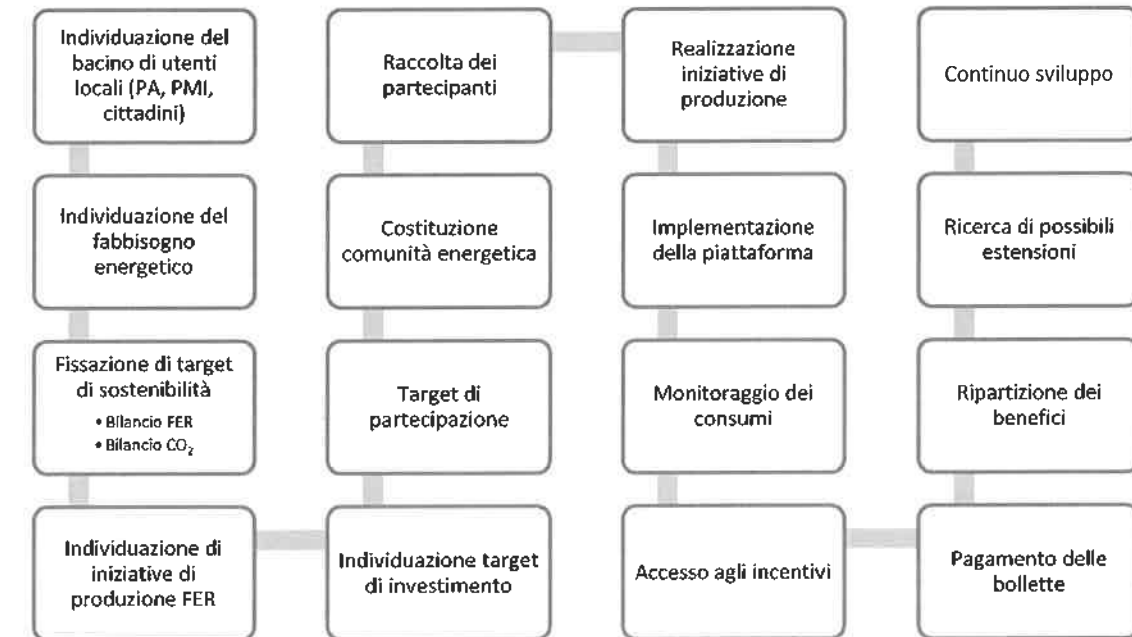 Individuazione del
bacino di utenti
locali (PA, PMI,
cittadini)
Individuazione del
fabbisogno
energetico
Fissazione di target
di sostenibilità
• Bilancio FER
• Bilancio CO₂
Individuazione di
iniziative di
produzione FER
Individuazione target
di investimento
Target di
partecipazione
Costituzione
comunità energetica
Raccolta dei
partecipanti
Realizzazione
iniziative di
produzione
Implementazione
della piattaforma
Monitoraggio dei
consumi
Accesso agli incentivi
Pagamento delle
bollette
Ripartizione dei
benefici
Ricerca di possibili
estensioni
Continuo sviluppo